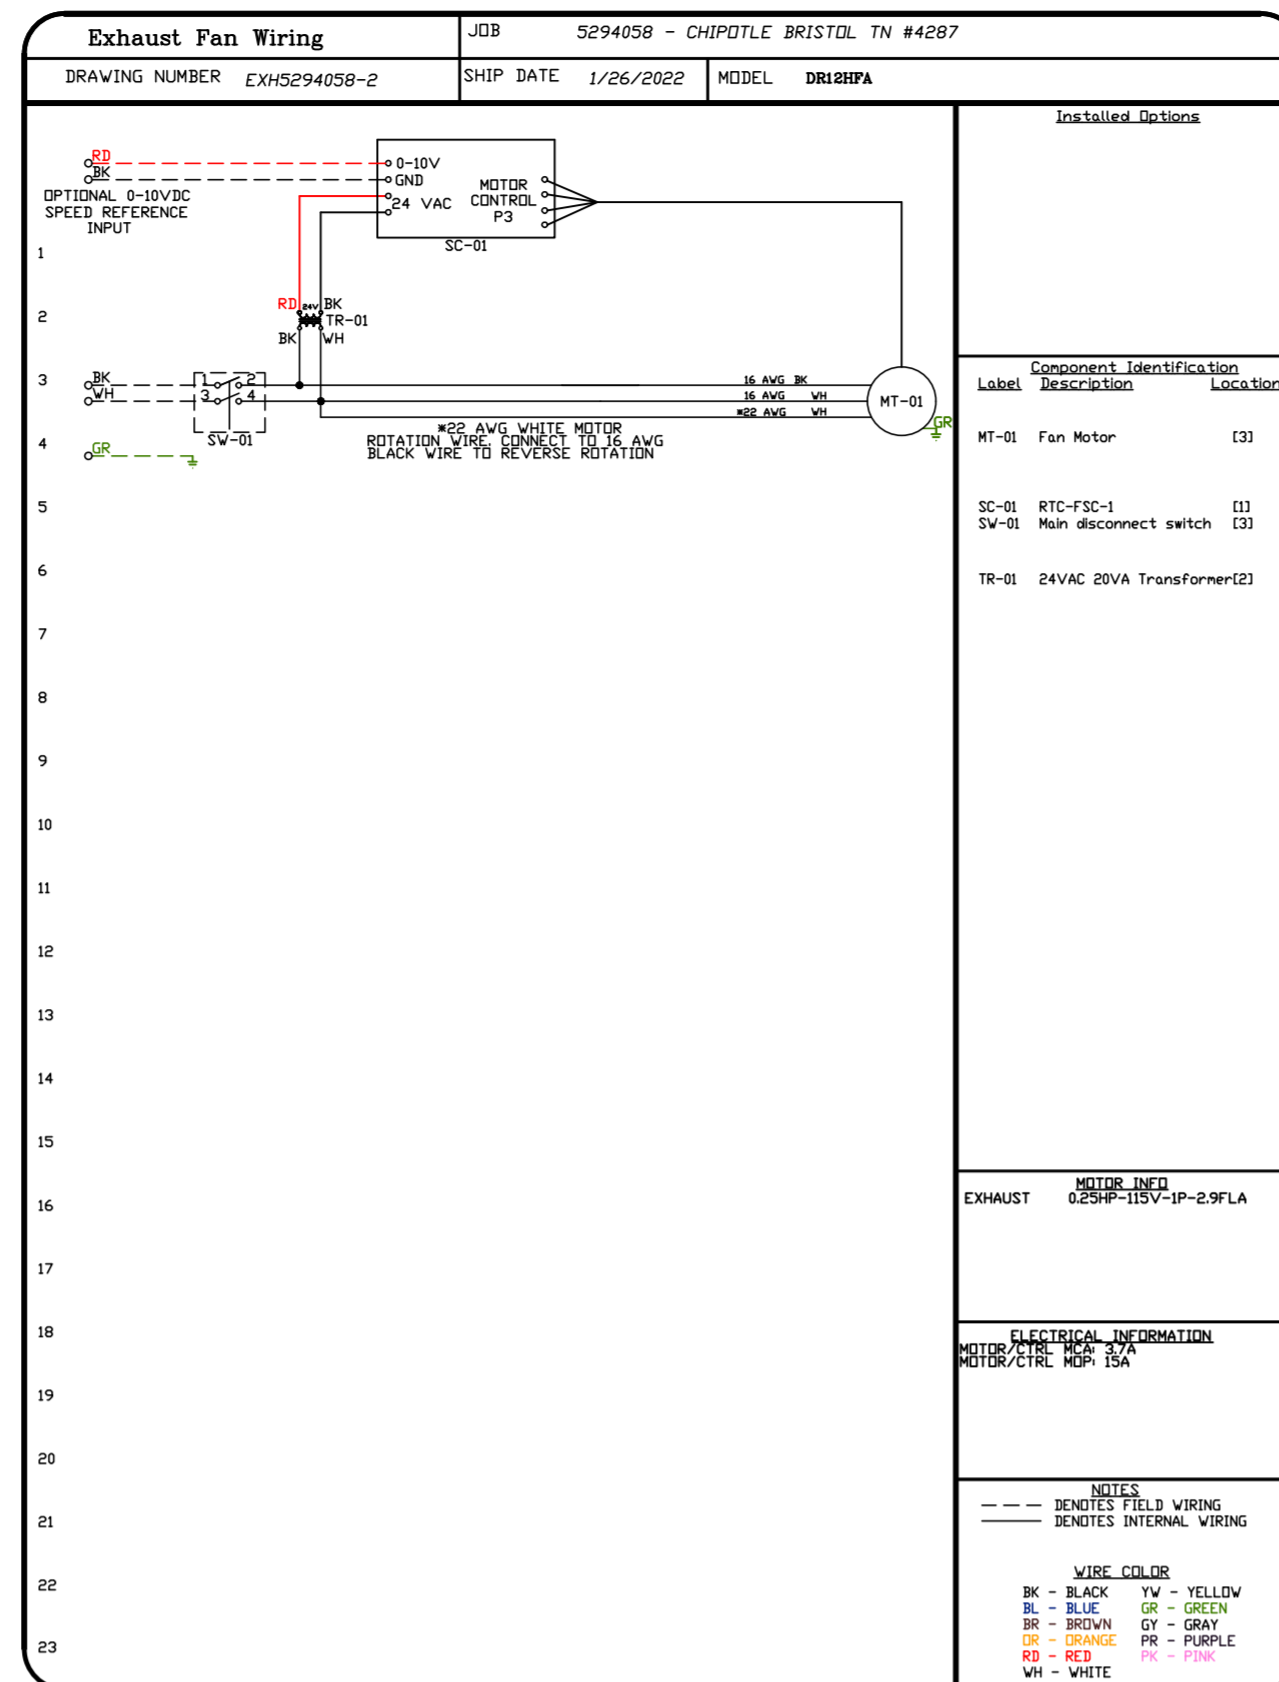 Exhaust Fan Wiring
JOB 5294058 - CHIPOTLE BRISTOL TN #4287
DRAWING NUMBER EXH5294058-2
SHIP DATE 1/26/2022
MODEL DR12HFA
RD
BK
OPTIONAL 0-10VDC
SPEED REFERENCE
INPUT
0-10V
GND
24 VAC
MOTOR
CONTROL
P3
SC-01
RD 24V BK
TR-01
BK WH
BK
WH
1 2
3 4
SW-01
GR
16 AWG BK
16 AWG WH
*22 AWG WH
MT-01
GR
*22 AWG WHITE MOTOR
ROTATION WIRE. CONNECT TO 16 AWG
BLACK WIRE TO REVERSE ROTATION
1
2
3
4
5
6
7
8
9
10
11
12
13
14
15
16
17
18
19
20
21
22
23
Installed Options
Component Identification
Label Description Location
MT-01 Fan Motor [3]
SC-01 RTC-FSC-1 [1]
SW-01 Main disconnect switch [3]
TR-01 24VAC 20VA Transformer[2]
MOTOR INFO
EXHAUST 0.25HP-115V-1P-2.9FLA
ELECTRICAL INFORMATION
MOTOR/CTRL MCA: 3.7A
MOTOR/CTRL MOP: 15A
NOTES
DENOTES FIELD WIRING
DENOTES INTERNAL WIRING
WIRE COLOR
BK - BLACK YW - YELLOW
BL - BLUE GR - GREEN
BR - BROWN GY - GRAY
OR - ORANGE PR - PURPLE
RD - RED PK - PINK
WH - WHITE